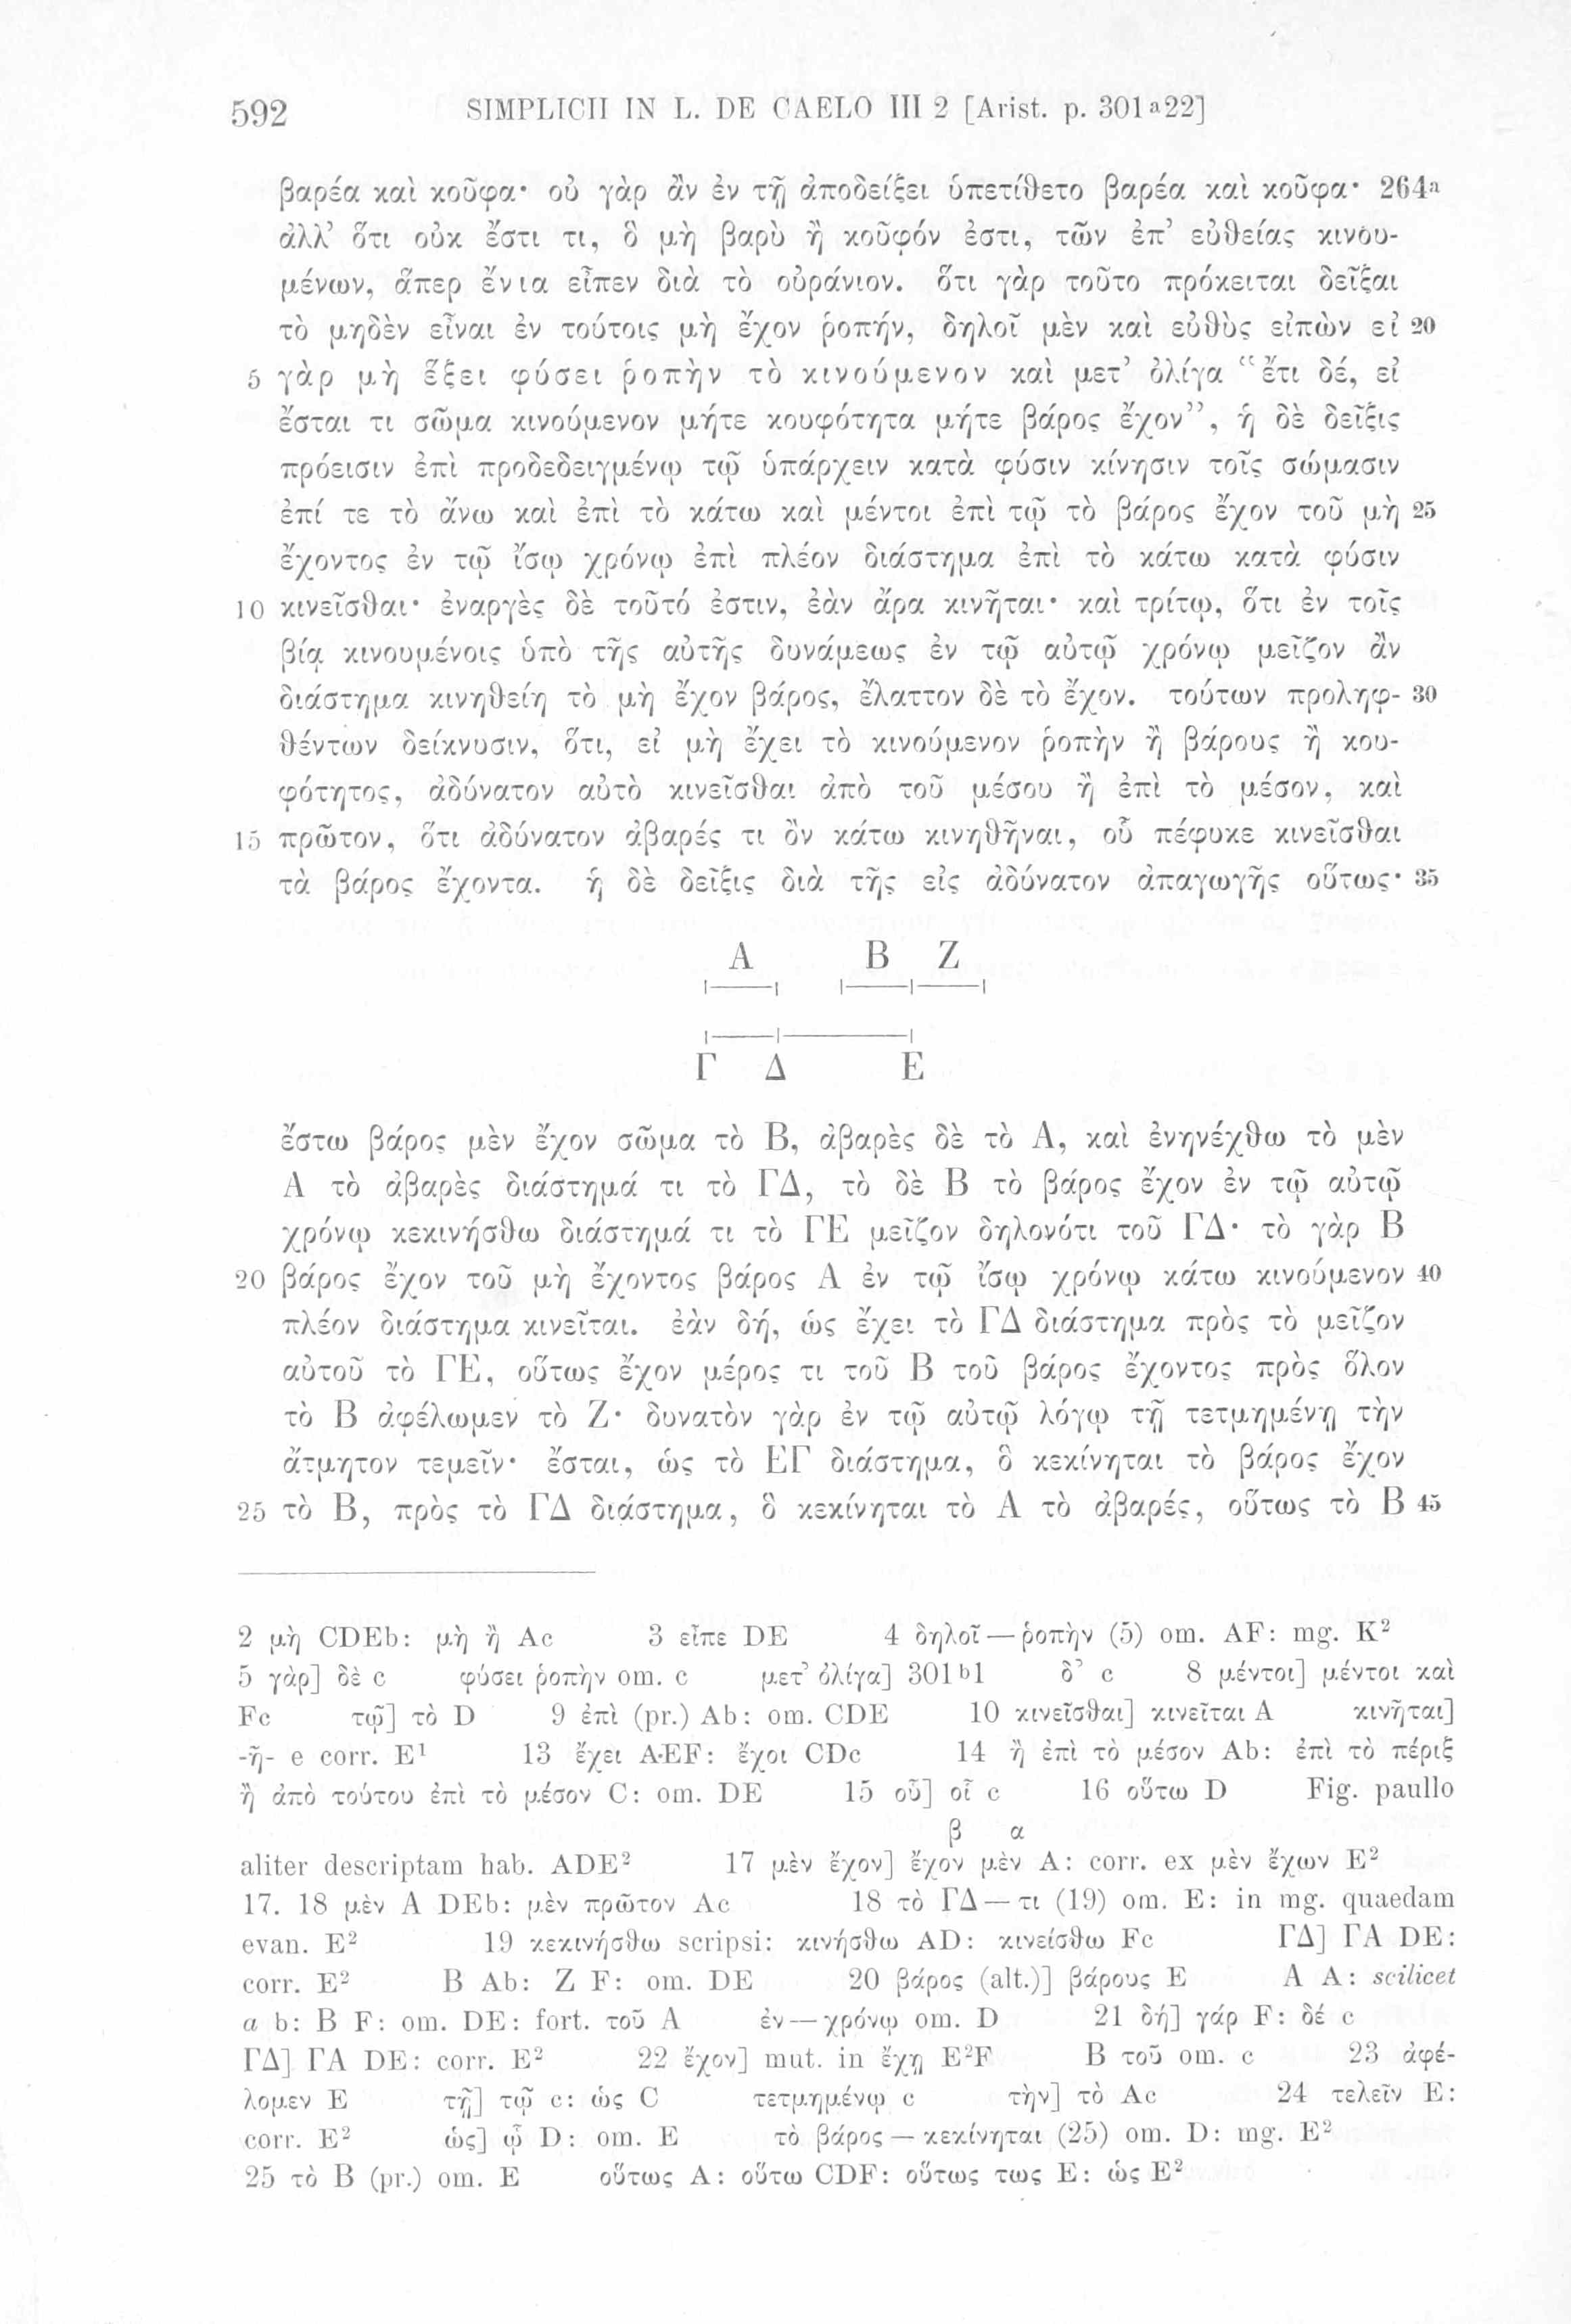 592 SIMPLICII IN L. DE CAELO III 2 [Arist. p. 301a22]
βαρέα καὶ κοῦφα· οὐ γὰρ ἂν ἐν τῇ ἀποδείξει ὑπετίθετο βαρέα καὶ κοῦφα· 264a
ἀλλ’ ὅτι οὐκ ἔστι τι, ὃ μὴ βαρὺ ἢ κοῦφόν ἐστι, τῶν ἐπ’ εὐθείας κινου-
μένων, ἅπερ ἔνια εἶπεν διὰ τὸ οὐράνιον. ὅτι γὰρ τοῦτο πρόκειται δεῖξαι
τὸ μηδὲν εἶναι ἐν τούτοις μὴ ἔχον ῥοπήν, δηλοῖ μὲν καὶ εὐθὺς εἰπὼν εἰ 20
5 γὰρ μὴ ἕξει φύσει ῥοπὴν τὸ κινούμενον καὶ μετ’ ὀλίγα “ἔτι δέ, εἰ
ἔσται τι σῶμα κινούμενον μήτε κουφότητα μήτε βάρος ἔχον”, ἡ δὲ δεῖξις
πρόεισιν ἐπὶ προδεδειγμένῳ τῷ ὑπάρχειν κατὰ φύσιν κίνησιν τοῖς σώμασιν
ἐπί τε τὸ ἄνω καὶ ἐπὶ τὸ κάτω καὶ μέντοι ἐπὶ τῷ τὸ βάρος ἔχον τοῦ μὴ 25
ἔχοντος ἐν τῷ ἴσῳ χρόνῳ ἐπὶ πλέον διάστημα ἐπὶ τὸ κάτω κατὰ φύσιν
10 κινεῖσθαι· ἐναργὲς δὲ τοῦτό ἐστιν, ἐὰν ἄρα κινῆται· καὶ τρίτῳ, ὅτι ἐν τοῖς
βίᾳ κινουμένοις ὑπὸ τῆς αὐτῆς δυνάμεως ἐν τῷ αὐτῷ χρόνῳ μεῖζον ἂν
διάστημα κινηθείη τὸ μὴ ἔχον βάρος, ἔλαττον δὲ τὸ ἔχον. τούτων προληφ- 30
θέντων δείκνυσιν, ὅτι, εἰ μὴ ἔχει τὸ κινούμενον ῥοπὴν ἢ βάρους ἢ κου-
φότητος, ἀδύνατον αὐτὸ κινεῖσθαι ἀπὸ τοῦ μέσου ἢ ἐπὶ τὸ μέσον, καὶ
15 πρῶτον, ὅτι ἀδύνατον ἀβαρές τι ὂν κάτω κινηθῆναι, οὗ πέφυκε κινεῖσθαι
τὰ βάρος ἔχοντα. ἡ δὲ δεῖξις διὰ τῆς εἰς ἀδύνατον ἀπαγωγῆς οὕτως· 35
Α Β Ζ
Γ Δ Ε
ἔστω βάρος μὲν ἔχον σῶμα τὸ Β, ἀβαρὲς δὲ τὸ Α, καὶ ἐνηνέχθω τὸ μὲν
Α τὸ ἀβαρὲς διάστημά τι τὸ ΓΔ, τὸ δὲ Β τὸ βάρος ἔχον ἐν τῷ αὐτῷ
χρόνῳ κεκινήσθω διάστημά τι τὸ ΓΕ μεῖζον δηλονότι τοῦ ΓΔ· τὸ γὰρ Β
20 βάρος ἔχον τοῦ μὴ ἔχοντος βάρος Α ἐν τῷ ἴσῳ χρόνῳ κάτω κινούμενον 40
πλέον διάστημα κινεῖται. ἐὰν δή, ὡς ἔχει τὸ ΓΔ διάστημα πρὸς τὸ μεῖζον
αὐτοῦ τὸ ΓΕ, οὕτως ἔχον μέρος τι τοῦ Β τοῦ βάρος ἔχοντος πρὸς ὅλον
τὸ Β ἀφέλωμεν τὸ Ζ· δυνατὸν γὰρ ἐν τῷ αὐτῷ λόγῳ τῇ τετμημένῃ τὴν
ἄτμητον τεμεῖν· ἔσται, ὡς τὸ ΕΓ διάστημα, ὃ κεκίνηται τὸ βάρος ἔχον
25 τὸ Β, πρὸς τὸ ΓΔ διάστημα, ὃ κεκίνηται τὸ Α τὸ ἀβαρές, οὕτως τὸ Β 45
2 μὴ CDEb: μὴ ἢ Ac 3 εἶπε DE 4 δηλοῖ — ῥοπὴν (5) om. AF: mg. K²
5 γὰρ] δὲ c φύσει ῥοπὴν om. c μετ’ ὀλίγα] 301b1 δ’ c 8 μέντοι] μέντοι καὶ
Fc τῷ] τὸ D 9 ἐπὶ (pr.) Ab: om. CDE 10 κινεῖσθαι] κινεῖται A κινῆται]
-ῆ- e corr. E¹ 13 ἔχει AEF: ἔχοι CDc 14 ἢ ἐπὶ τὸ μέσον Ab: ἐπὶ τὸ πέριξ
ἢ ἀπὸ τούτου ἐπὶ τὸ μέσον C: om. DE 15 οὗ] οἷ c 16 οὕτω D Fig. paullo
β α
aliter descriptam hab. ADE² 17 μὲν ἔχον] ἔχον μὲν A: corr. ex μὲν ἔχων E²
17. 18 μὲν Α DEb: μὲν πρῶτον Ac 18 τὸ ΓΔ — τι (19) om. E: in mg. quaedam
evan. E² 19 κεκινήσθω scripsi: κινήσθω AD: κινείσθω Fc ΓΔ] ΓΑ DE:
corr. E² Β Ab: Ζ F: om. DE 20 βάρος (alt.)] βάρους E Α A: scilicet
a b: Β F: om. DE: fort. τοῦ Α ἐν — χρόνῳ om. D 21 δή] γάρ F: δέ c
ΓΔ] ΓΑ DE: corr. E² 22 ἔχον] mut. in ἔχῃ E²F Β τοῦ om. c 23 ἀφέ-
λομεν E τῇ] τῷ c: ὡς C τετμημένῳ c τὴν] τὸ Ac 24 τελεῖν E:
corr. E² ὡς] ᾧ D: om. E τὸ βάρος — κεκίνηται (25) om. D: mg. E²
25 τὸ Β (pr.) om. E οὕτως A: οὕτω CDF: οὕτως τως E: ὡς E²